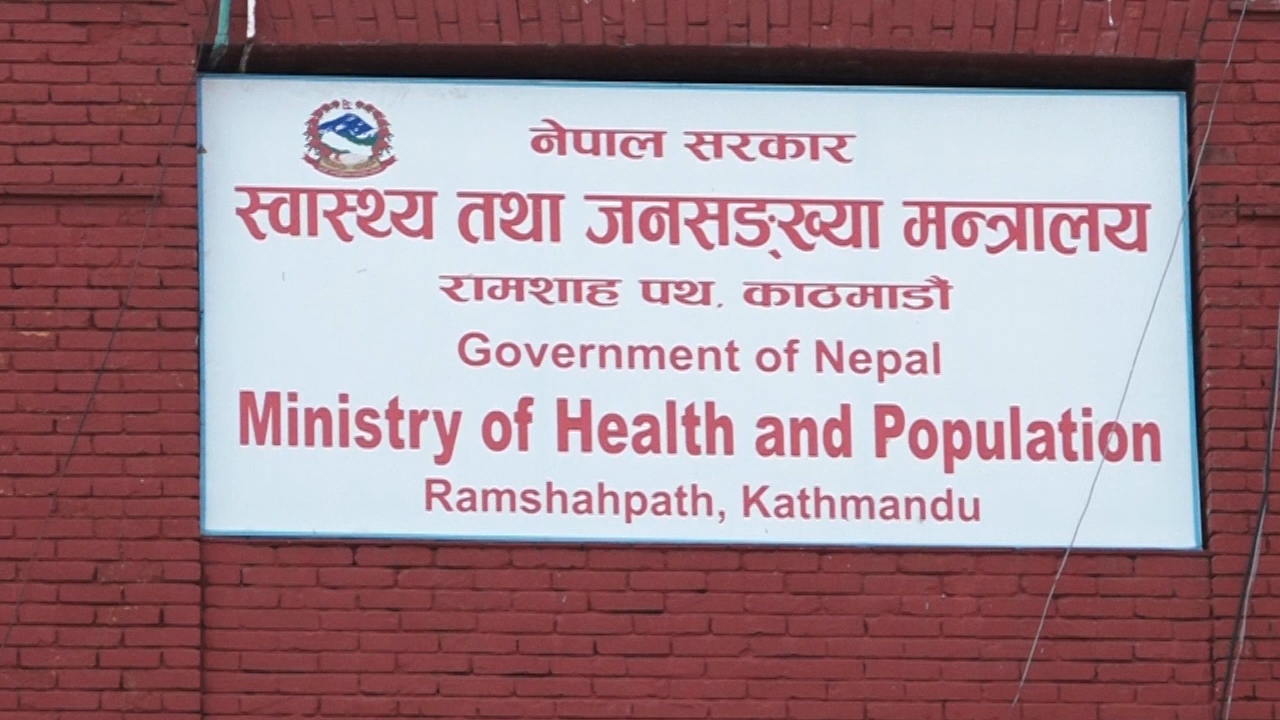 नेपाल सरकार
स्वास्थ्य तथा जनसङ्ख्या मन्त्रालय
रामशाह पथ, काठमाडौं
Government of Nepal
Ministry of Health and Population
Ramshahpath, Kathmandu